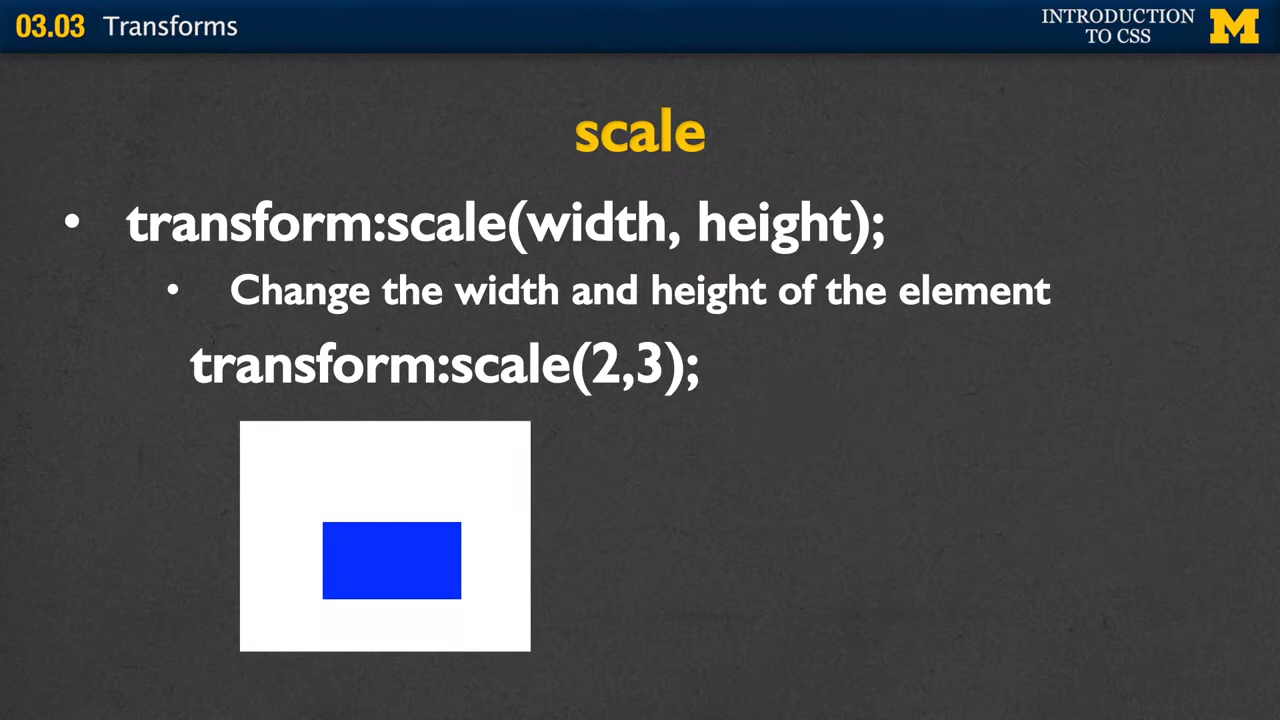 03.03 Transforms
INTRODUCTION
TO CSS
M
scale
• transform:scale(width, height);
• Change the width and height of the element
transform:scale(2,3);